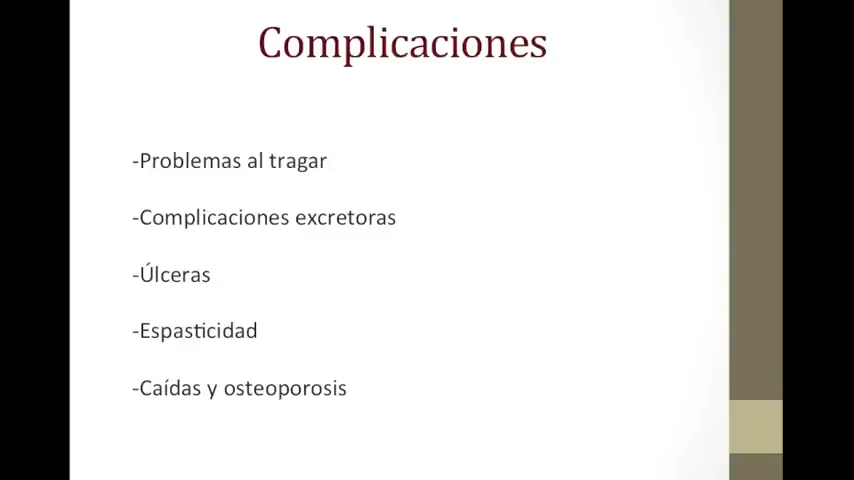 Complicaciones
-Problemas al tragar
-Complicaciones excretoras
-Úlceras
-Espasticidad
-Caídas y osteoporosis